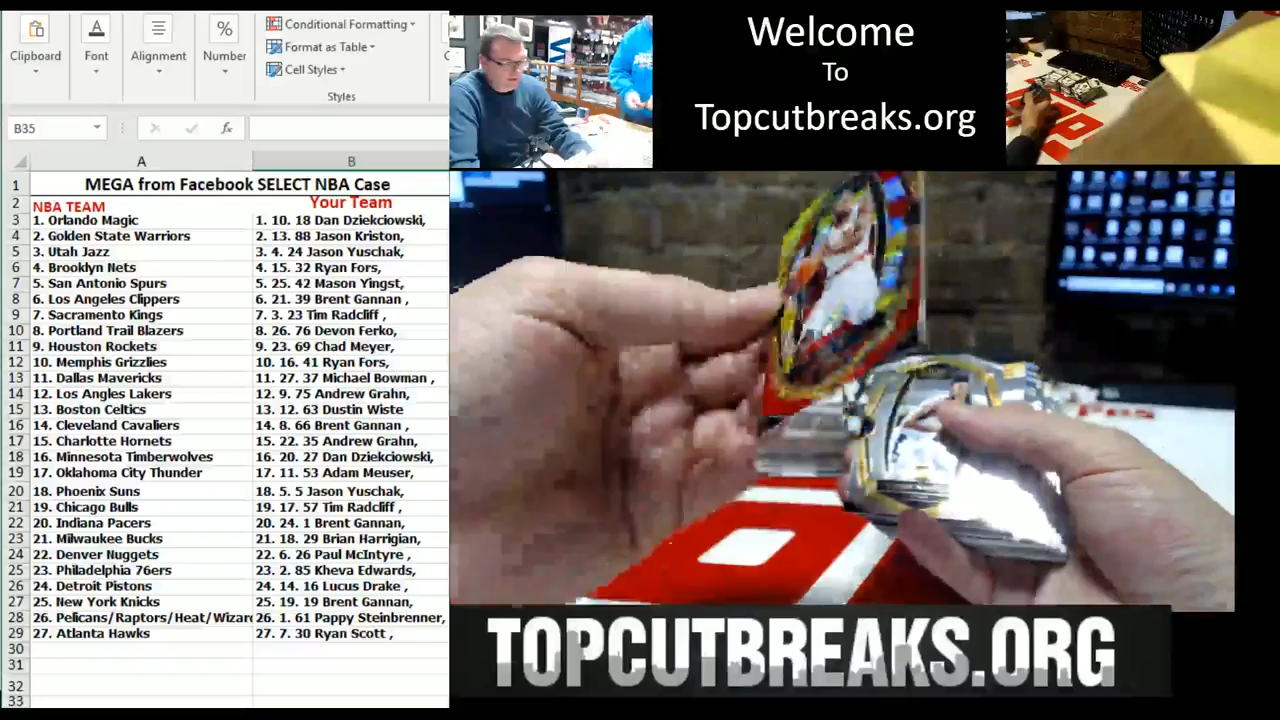 Conditional Formatting
Format as Table
Cell Styles
Clipboard
Font
Alignment
Number
Styles
B35
fx
A
B
1 MEGA from Facebook SELECT NBA Case
2 NBA TEAM Your Team
3 1. Orlando Magic 1. 10. 18 Dan Dziekciowski,
4 2. Golden State Warriors 2. 13. 88 Jason Kriston,
5 3. Utah Jazz 3. 4. 24 Jason Yuschak,
6 4. Brooklyn Nets 4. 15. 32 Ryan Fors,
7 5. San Antonio Spurs 5. 25. 42 Mason Yingst,
8 6. Los Angeles Clippers 6. 21. 39 Brent Gannan ,
9 7. Sacramento Kings 7. 3. 23 Tim Radcliff ,
10 8. Portland Trail Blazers 8. 26. 76 Devon Ferko,
11 9. Houston Rockets 9. 23. 69 Chad Meyer,
12 10. Memphis Grizzlies 10. 16. 41 Ryan Fors,
13 11. Dallas Mavericks 11. 27. 37 Michael Bowman ,
14 12. Los Angles Lakers 12. 9. 75 Andrew Grahn,
15 13. Boston Celtics 13. 12. 63 Dustin Wiste
16 14. Cleveland Cavaliers 14. 8. 66 Brent Gannan ,
17 15. Charlotte Hornets 15. 22. 35 Andrew Grahn,
18 16. Minnesota Timberwolves 16. 20. 27 Dan Dziekciowski,
19 17. Oklahoma City Thunder 17. 11. 53 Adam Meuser,
20 18. Phoenix Suns 18. 5. 5 Jason Yuschak,
21 19. Chicago Bulls 19. 17. 57 Tim Radcliff ,
22 20. Indiana Pacers 20. 24. 1 Brent Gannan,
23 21. Milwaukee Bucks 21. 18. 29 Brian Harrigian,
24 22. Denver Nuggets 22. 6. 26 Paul McIntyre ,
25 23. Philadelphia 76ers 23. 2. 85 Kheva Edwards,
26 24. Detroit Pistons 24. 14. 16 Lucus Drake ,
27 25. New York Knicks 25. 19. 19 Brent Gannan,
28 26. Pelicans/Raptors/Heat/Wizar 26. 1. 61 Pappy Steinbrenner,
29 27. Atlanta Hawks 27. 7. 30 Ryan Scott ,
30
31
32
33
Welcome
To
Topcutbreaks.org
TOPCUTBREAKS.ORG